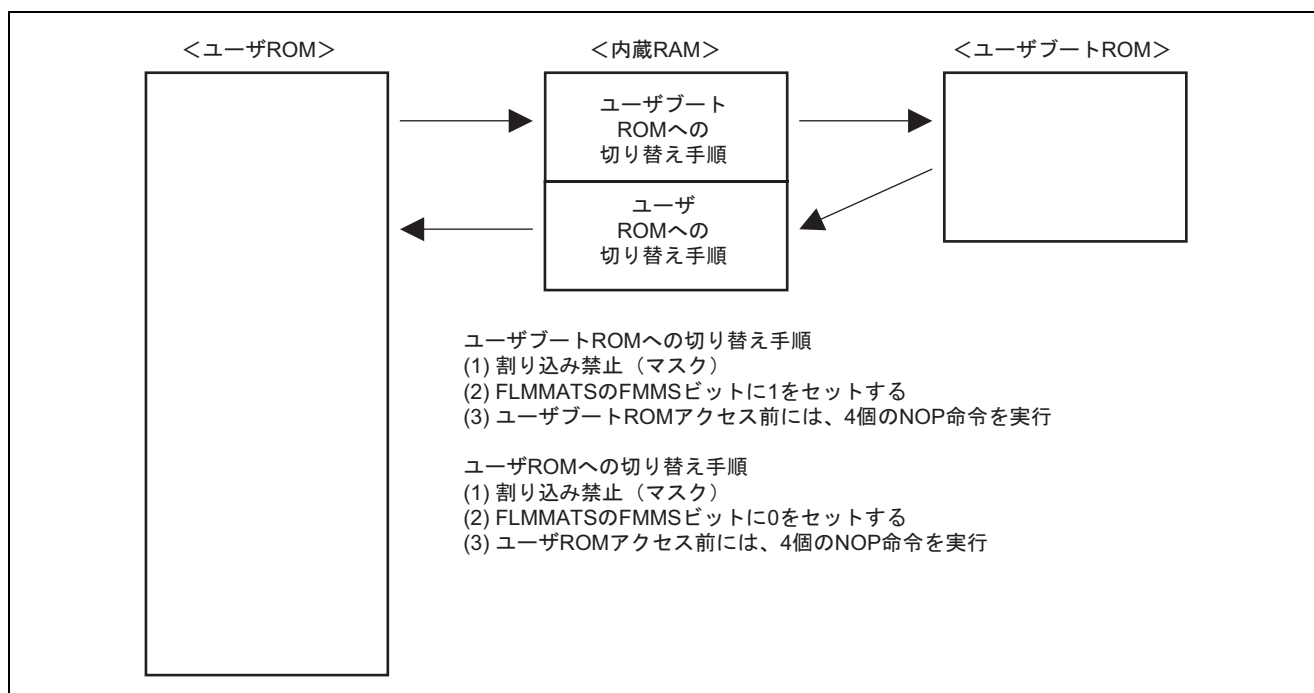 ＜ユーザROM＞
＜内蔵RAM＞
＜ユーザブートROM＞
ユーザブート
ROMへの
切り替え手順
ユーザ
ROMへの
切り替え手順
ユーザブートROMへの切り替え手順
(1) 割り込み禁止（マスク）
(2) FLMMATSのFMMSビットに1をセットする
(3) ユーザブートROMアクセス前には、4個のNOP命令を実行
ユーザROMへの切り替え手順
(1) 割り込み禁止（マスク）
(2) FLMMATSのFMMSビットに0をセットする
(3) ユーザROMアクセス前には、4個のNOP命令を実行